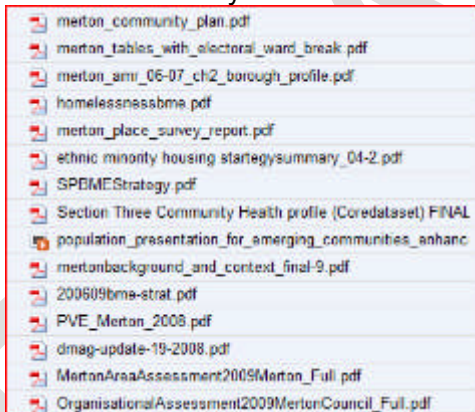 merton_community_plan.pdf
merton_tables_with_electoral_ward_break.pdf
merton_amr_06-07_ch2_borough_profile.pdf
homelessnessbme.pdf
merton_place_survey_report.pdf
ethnic minority housing startegysummary_04-2.pdf
SPBMEStrategy.pdf
Section Three Community Health profile (Coredataset) FINAL
population_presentation_for_emerging_communities_enhanc
mertonbackground_and_context_final-9.pdf
200609bme-strat.pdf
PVE_Merton_2008.pdf
dmag-update-19-2008.pdf
MertonAreaAssessment2009Merton_Full.pdf
OrganisationalAssessment2009MertonCouncil_Full.pdf